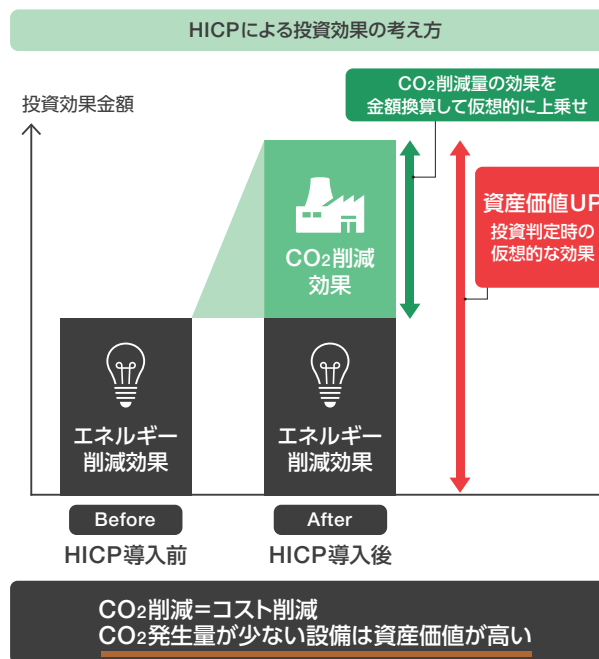 HICPによる投資効果の考え方
CO2削減量の効果を
金額換算して仮想的に上乗せ
投資効果金額
資産価値UP
投資判定時の
仮想的な効果
CO2削減
効果
エネルギー
削減効果
エネルギー
削減効果
Before
After
HICP導入前
HICP導入後
CO2削減=コスト削減
CO2発生量が少ない設備は資産価値が高い